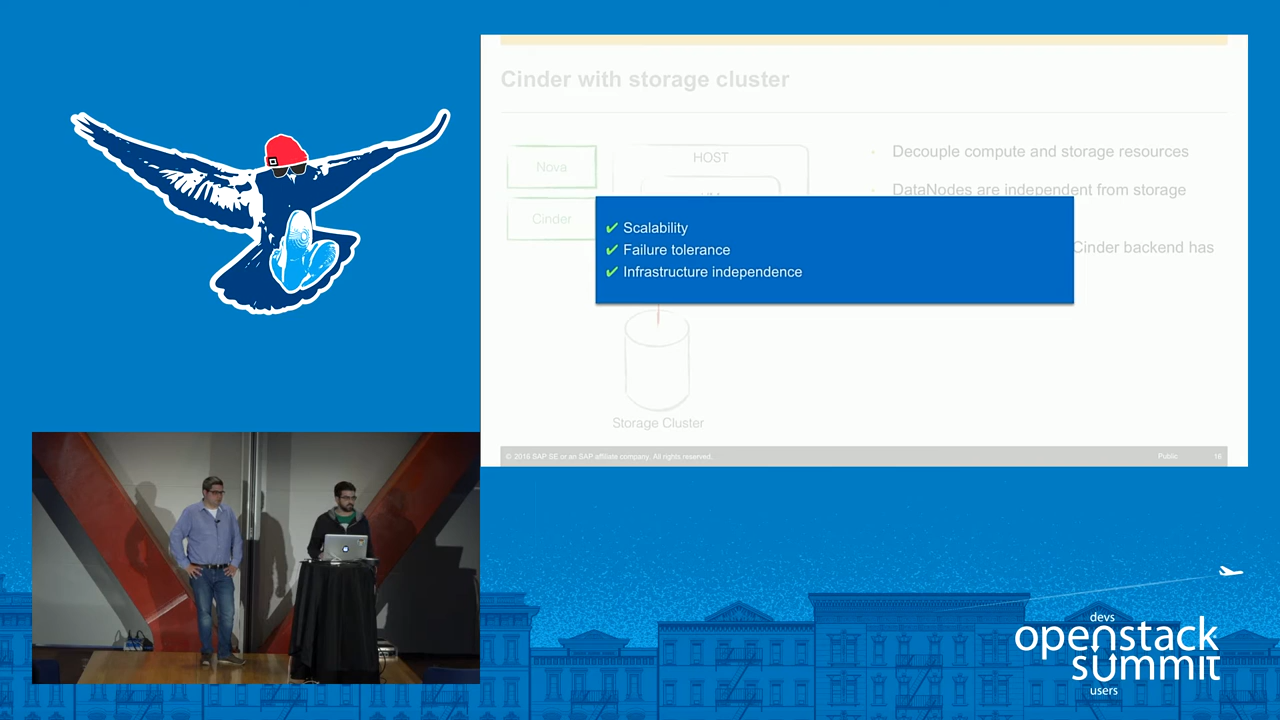 Cinder with storage cluster
Nova
HOST
Cinder
Decouple compute and storage resources
DataNodes are independent from storage
Cinder backend has
✔ Scalability
✔ Failure tolerance
✔ Infrastructure independence
Storage Cluster
© 2016 SAP SE or an SAP affiliate company. All rights reserved.
Public
16
devs
openstack
summit
users